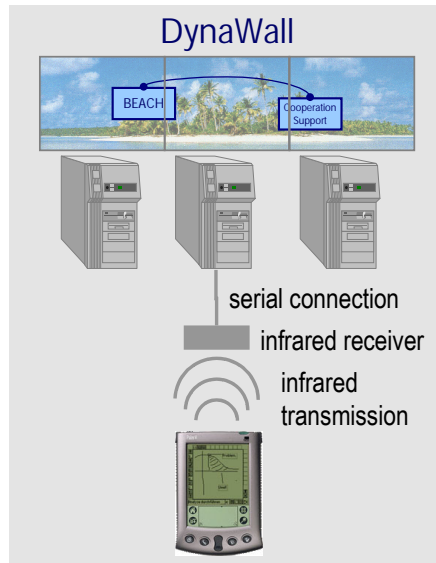 DynaWall
BEACH
Cooperation
Support
serial connection
infrared receiver
infrared
transmission